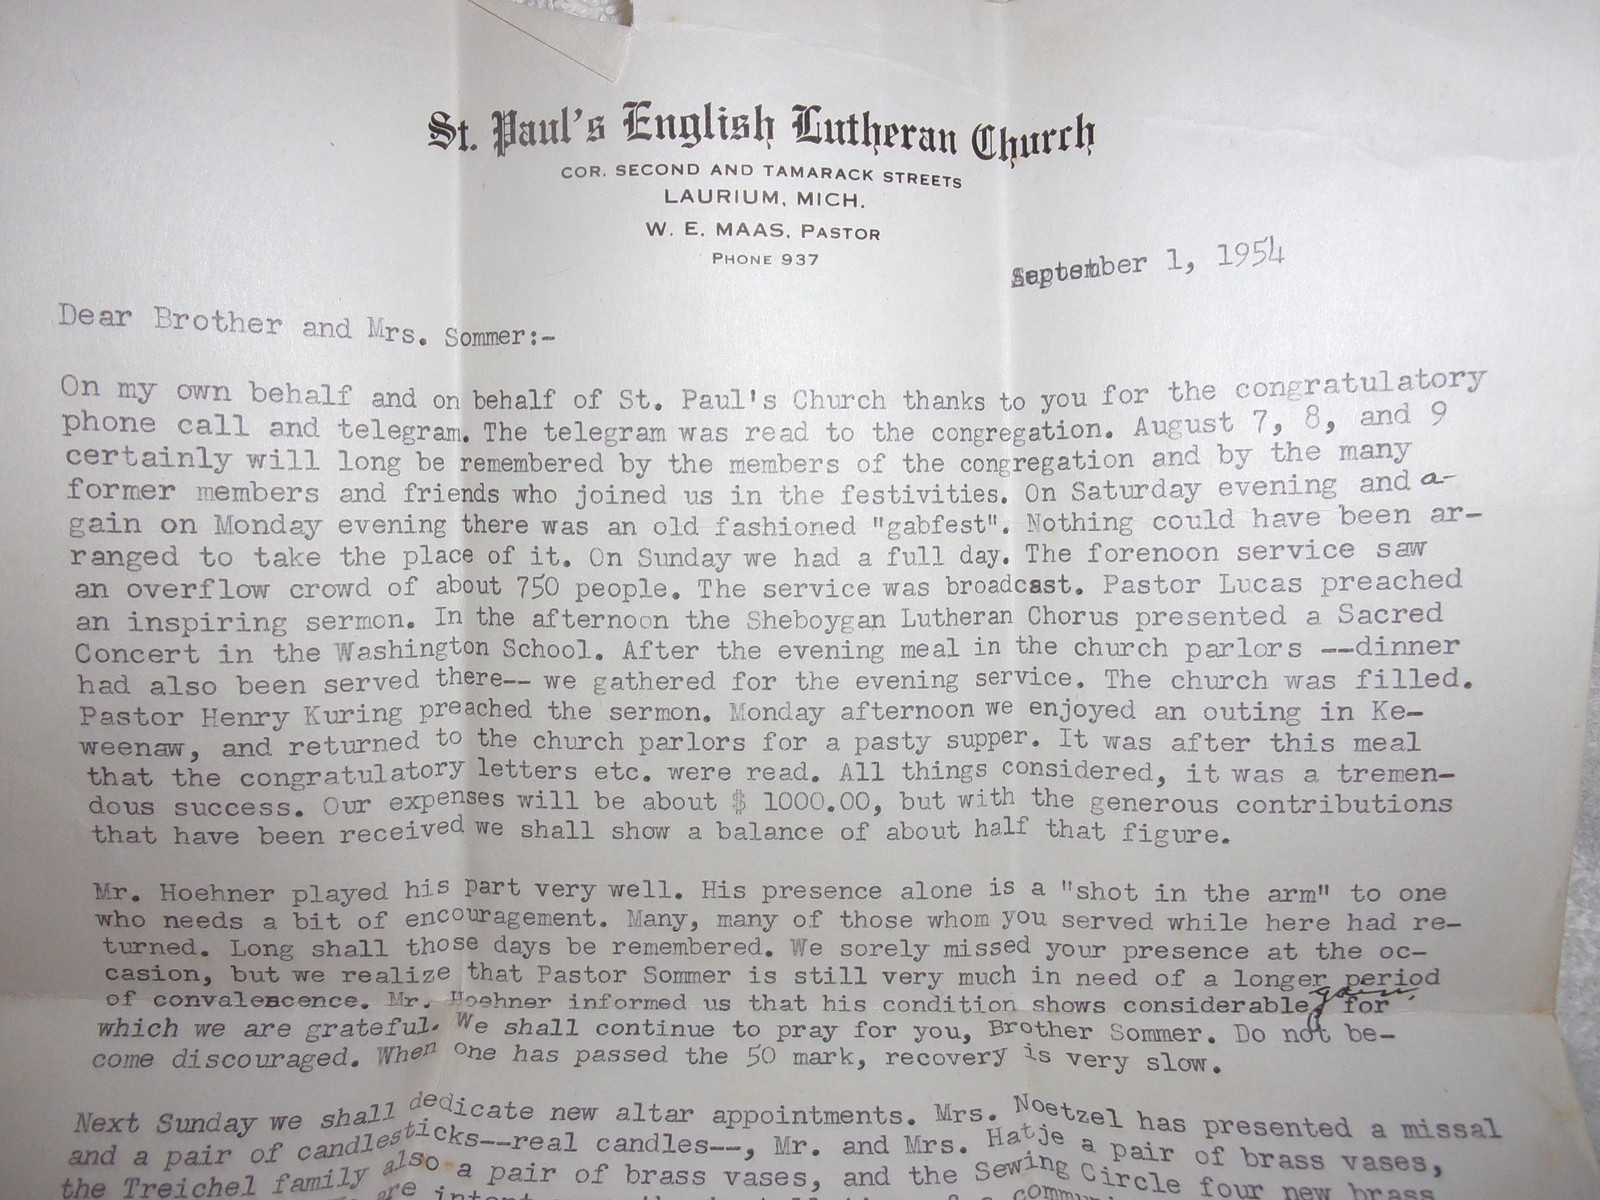 St. Paul's English Lutheran Church
COR. SECOND AND TAMARACK STREETS
LAURIUM, MICH.
W. E. MAAS, PASTOR
PHONE 937
September 1, 1954
Dear Brother and Mrs. Sommer:-
On my own behalf and on behalf of St. Paul's Church thanks to you for the congratulatory
phone call and telegram. The telegram was read to the congregation. August 7, 8, and 9
certainly will long be remembered by the members of the congregation and by the many
former members and friends who joined us in the festivities. On Saturday evening and a-
gain on Monday evening there was an old fashioned "gabfest". Nothing could have been ar-
ranged to take the place of it. On Sunday we had a full day. The forenoon service saw
an overflow crowd of about 750 people. The service was broadcast. Pastor Lucas preached
an inspiring sermon. In the afternoon the Sheboygan Lutheran Chorus presented a Sacred
Concert in the Washington School. After the evening meal in the church parlors --dinner
had also been served there-- we gathered for the evening service. The church was filled.
Pastor Henry Kuring preached the sermon. Monday afternoon we enjoyed an outing in Ke-
weenaw, and returned to the church parlors for a pasty supper. It was after this meal
that the congratulatory letters etc. were read. All things considered, it was a tremen-
dous success. Our expenses will be about $ 1000.00, but with the generous contributions
that have been received we shall show a balance of about half that figure.
Mr. Hoehner played his part very well. His presence alone is a "shot in the arm" to one
who needs a bit of encouragement. Many, many of those whom you served while here had re-
turned. Long shall those days be remembered. We sorely missed your presence at the oc-
casion, but we realize that Pastor Sommer is still very much in need of a longer period
of convalencence. Mr. Hoehner informed us that his condition shows considerable gain, for
which we are grateful. We shall continue to pray for you, Brother Sommer. Do not be-
come discouraged. When one has passed the 50 mark, recovery is very slow.
Next Sunday we shall dedicate new altar appointments. Mrs. Noetzel has presented a missal
and a pair of candlesticks--real candles--, Mr. and Mrs. Hatje a pair of brass vases,
the Treichel family also a pair of brass vases, and the Sewing Circle four new brass